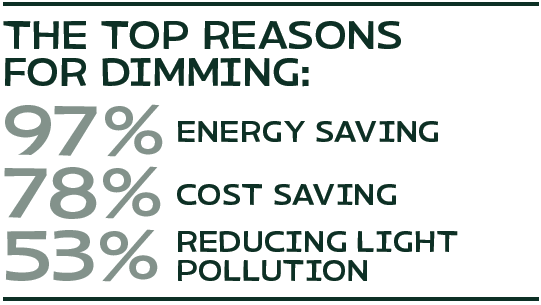 THE TOP REASONS
FOR DIMMING:
97% ENERGY SAVING
78% COST SAVING
53% REDUCING LIGHT
POLLUTION